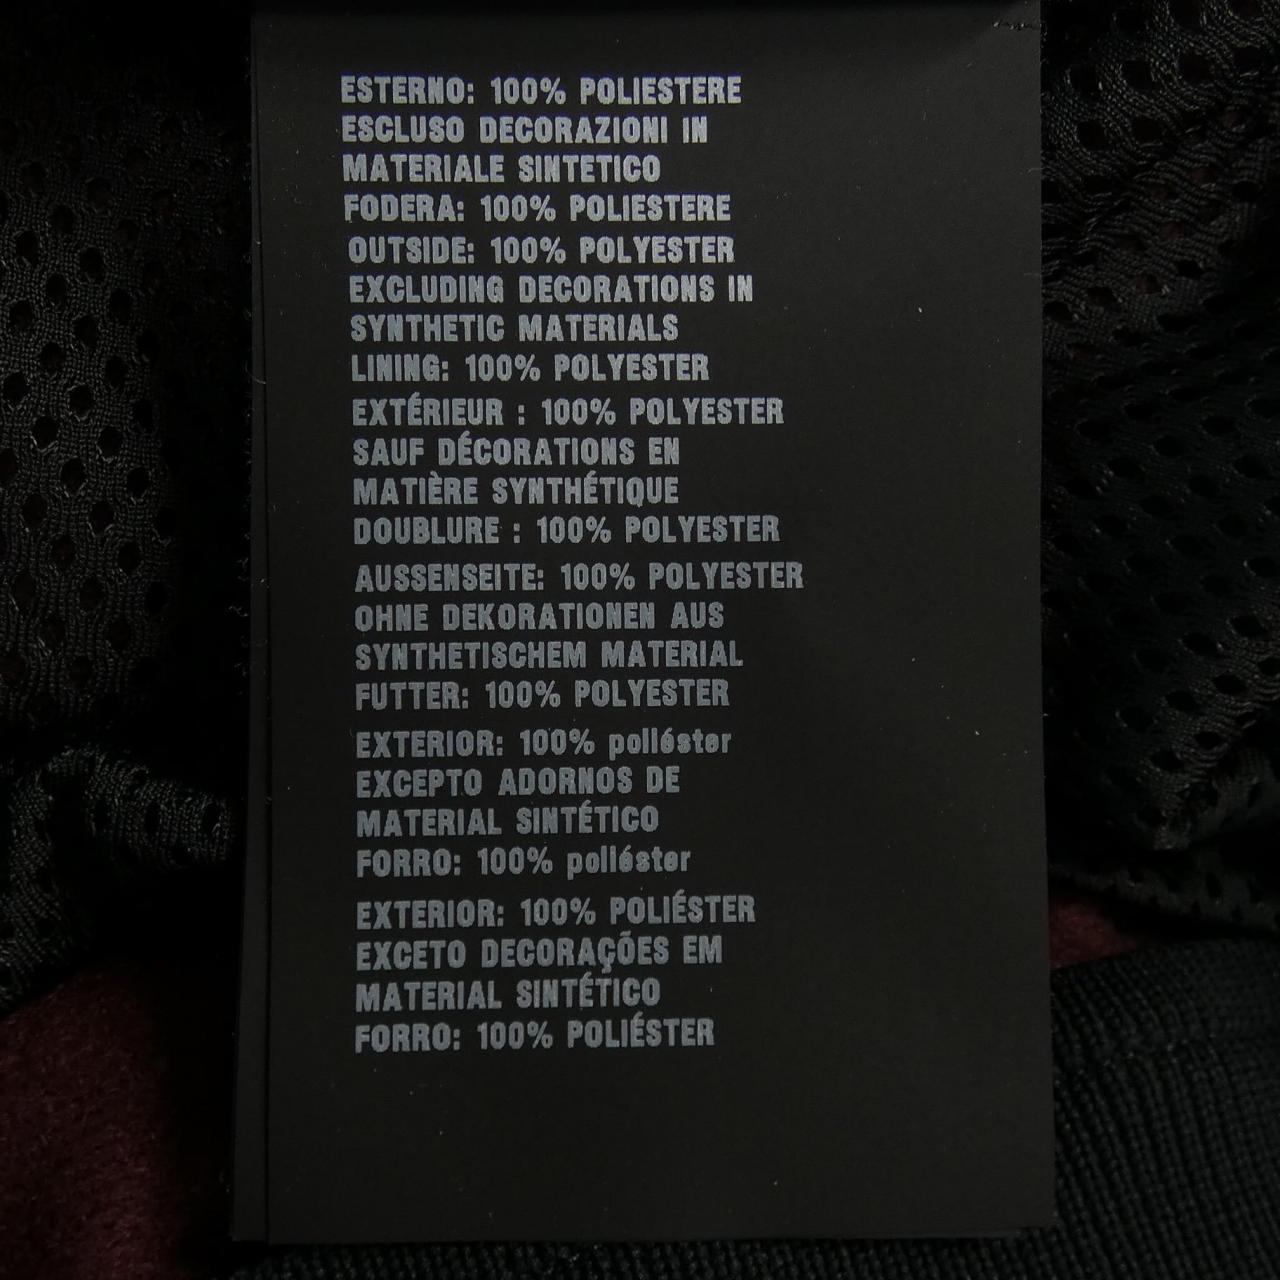 ESTERNO: 100% POLIESTERE
ESCLUSO DECORAZIONI IN
MATERIALE SINTETICO
FODERA: 100% POLIESTERE
OUTSIDE: 100% POLYESTER
EXCLUDING DECORATIONS IN
SYNTHETIC MATERIALS
LINING: 100% POLYESTER
EXTÉRIEUR : 100% POLYESTER
SAUF DÉCORATIONS EN
MATIÈRE SYNTHÉTIQUE
DOUBLURE : 100% POLYESTER
AUSSENSEITE: 100% POLYESTER
OHNE DEKORATIONEN AUS
SYNTHETISCHEM MATERIAL
FUTTER: 100% POLYESTER
EXTERIOR: 100% poliéster
EXCEPTO ADORNOS DE
MATERIAL SINTÉTICO
FORRO: 100% poliéster
EXTERIOR: 100% POLIÉSTER
EXCETO DECORAÇÕES EM
MATERIAL SINTÉTICO
FORRO: 100% POLIÉSTER